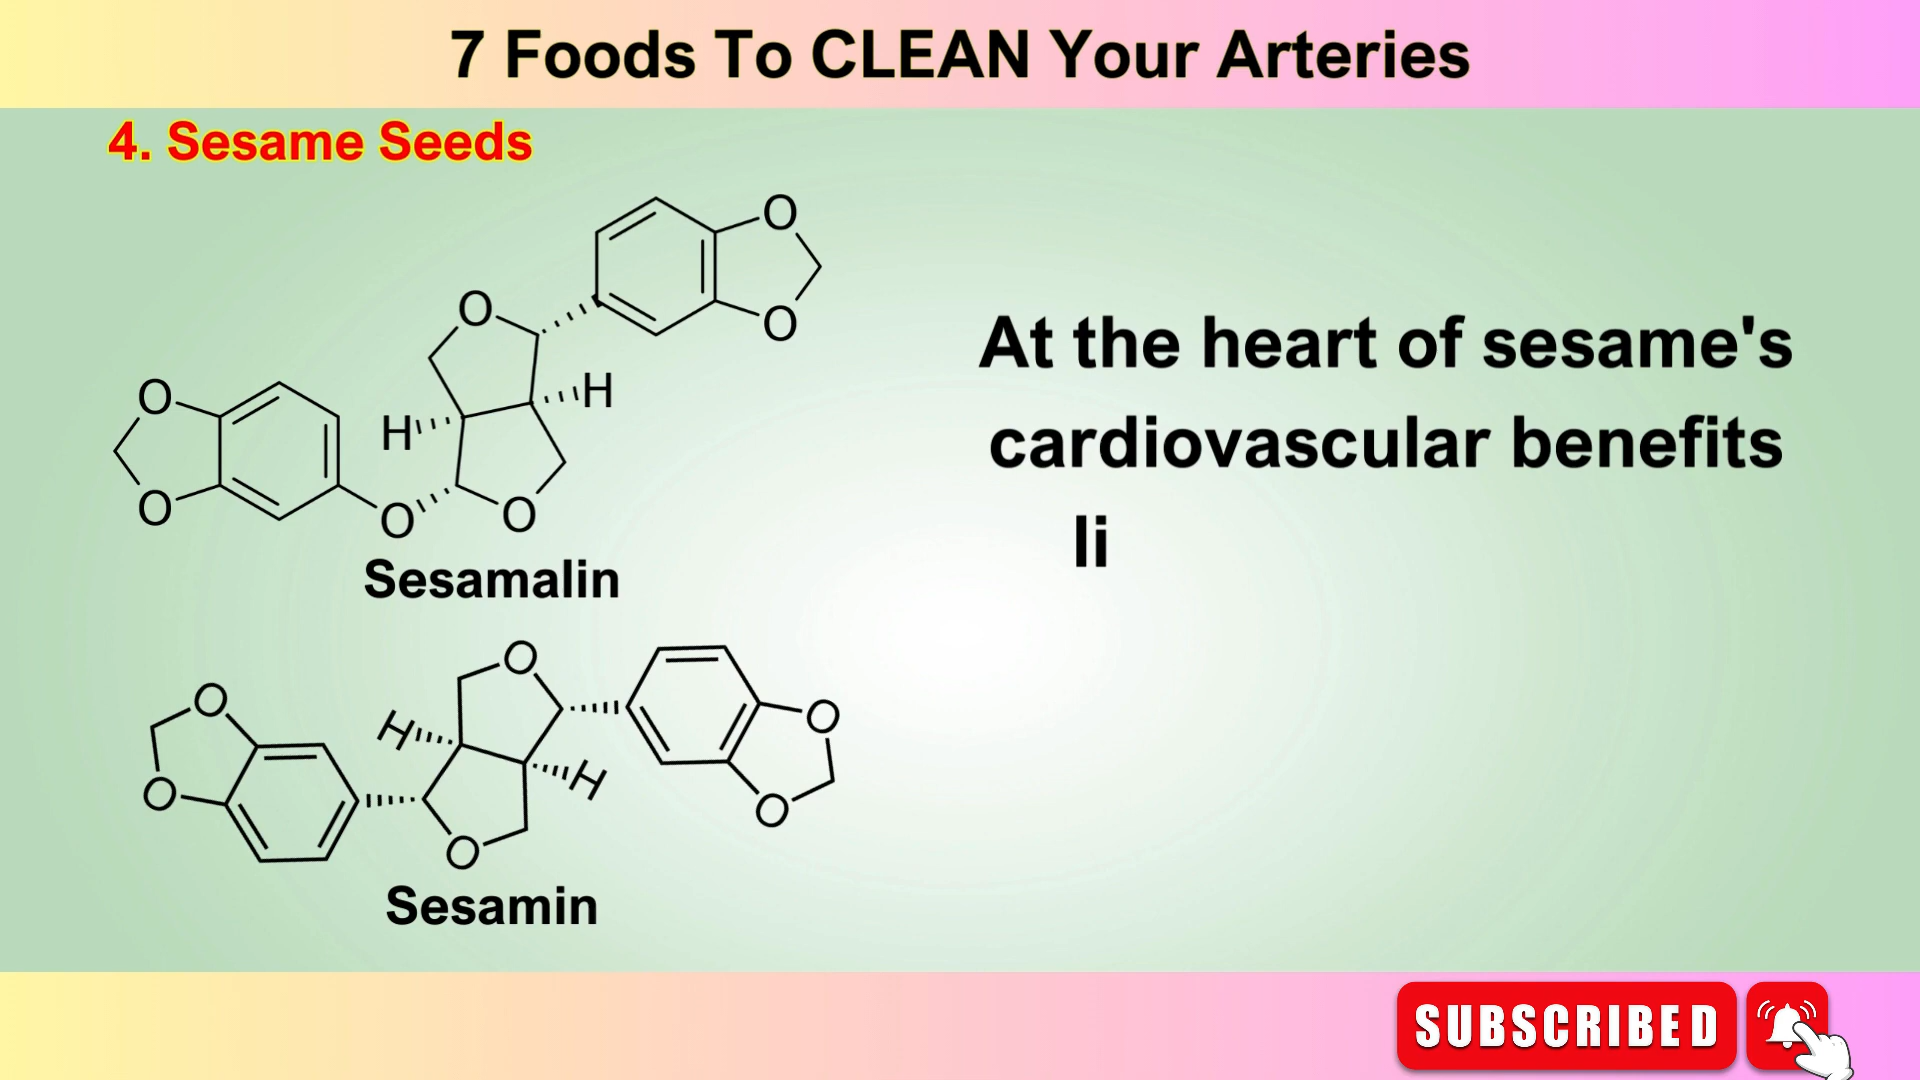 7 Foods To CLEAN Your Arteries
4. Sesame Seeds
O
O
O
H
O
H
O
O
O
Sesamalin
At the heart of sesame's
cardiovascular benefits
li
O
O
H
O
H
O
O
O
Sesamin
SUBSCRIBED